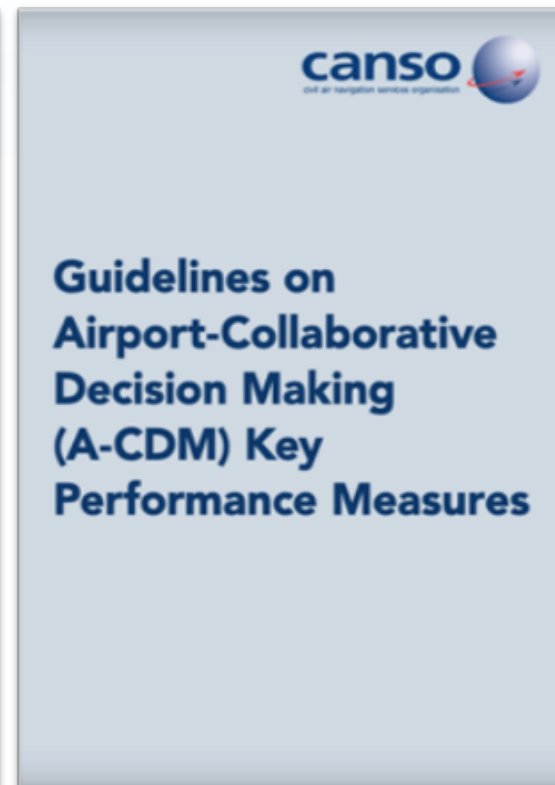 canso
civil air navigation services organisation
Guidelines on
Airport-Collaborative
Decision Making
(A-CDM) Key
Performance Measures